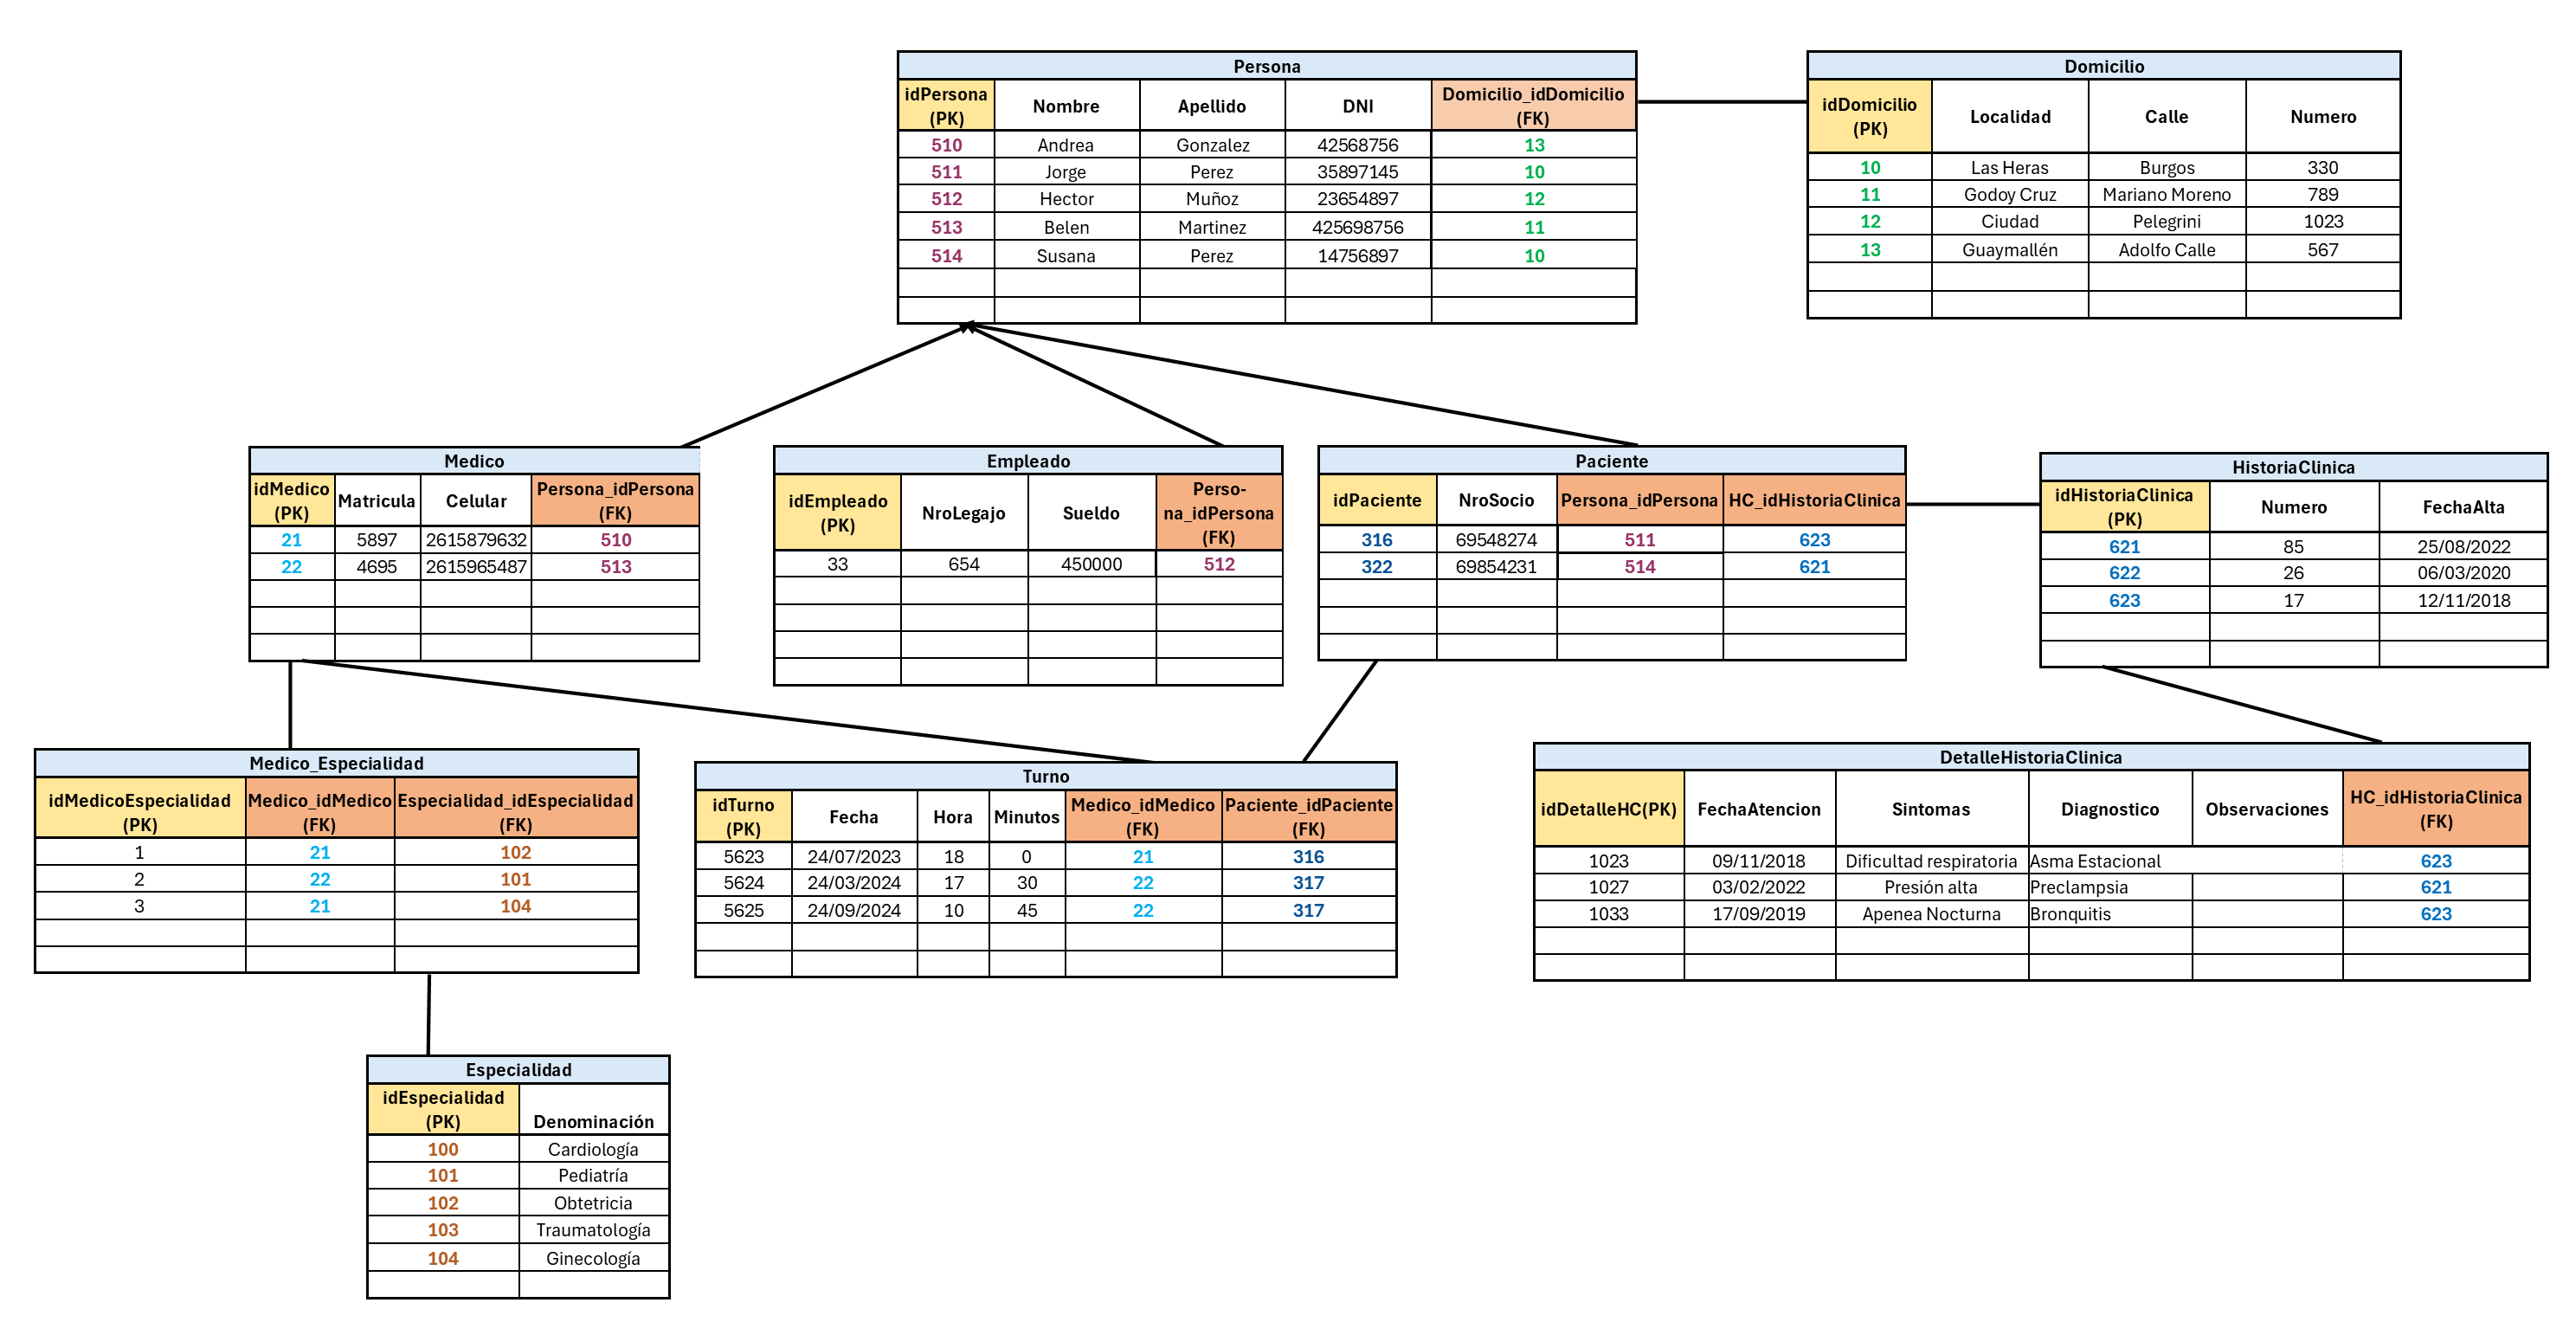 Persona
idPersona (PK) Nombre Apellido DNI Domicilio_idDomicilio (FK)
510 Andrea Gonzalez 42568756 13
511 Jorge Perez 35897145 10
512 Hector Muñoz 23654897 12
513 Belen Martinez 425698756 11
514 Susana Perez 14756897 10
Domicilio
idDomicilio (PK) Localidad Calle Numero
10 Las Heras Burgos 330
11 Godoy Cruz Mariano Moreno 789
12 Ciudad Pelegrini 1023
13 Guaymallén Adolfo Calle 567
Medico
idMedico (PK) Matricula Celular Persona_idPersona (FK)
21 5897 2615879632 510
22 4695 2615965487 513
Empleado
idEmpleado (PK) NroLegajo Sueldo Perso-na_idPersona (FK)
33 654 450000 512
Paciente
idPaciente NroSocio Persona_idPersona HC_idHistoriaClinica
316 69548274 511 623
322 69854231 514 621
HistoriaClinica
idHistoriaClinica (PK) Numero FechaAlta
621 85 25/08/2022
622 26 06/03/2020
623 17 12/11/2018
Medico_Especialidad
idMedicoEspecialidad (PK) Medico_idMedico (FK) Especialidad_idEspecialidad (FK)
1 21 102
2 22 101
3 21 104
Turno
idTurno (PK) Fecha Hora Minutos Medico_idMedico (FK) Paciente_idPaciente (FK)
5623 24/07/2023 18 0 21 316
5624 24/03/2024 17 30 22 317
5625 24/09/2024 10 45 22 317
DetalleHistoriaClinica
idDetalleHC(PK) FechaAtencion Sintomas Diagnostico Observaciones HC_idHistoriaClinica (FK)
1023 09/11/2018 Dificultad respiratoria Asma Estacional 623
1027 03/02/2022 Presión alta Preclampsia 621
1033 17/09/2019 Apenea Nocturna Bronquitis 623
Especialidad
idEspecialidad (PK) Denominación
100 Cardiología
101 Pediatría
102 Obtetricia
103 Traumatología
104 Ginecología